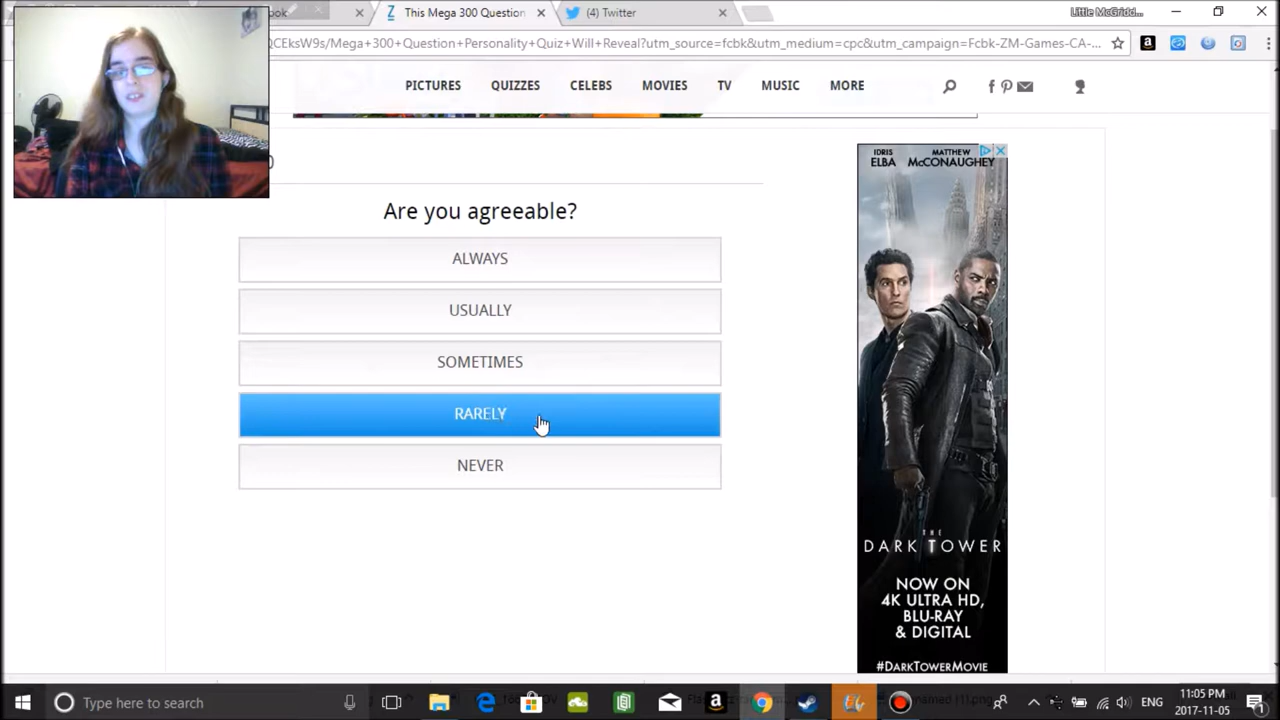 ook
This Mega 300 Question
(4) Twitter
Little McGridd...
QCEksW9s/Mega+300+Question+Personality+Quiz+Will+Reveal?utm_source=fcbk&utm_medium=cpc&utm_campaign=Fcbk-ZM-Games-CA-...
PICTURES QUIZZES CELEBS MOVIES TV MUSIC MORE
Are you agreeable?
ALWAYS
USUALLY
SOMETIMES
RARELY
NEVER
IDRIS ELBA
MATTHEW McCONAUGHEY
THE
DARK TOWER
NOW ON
4K ULTRA HD,
BLU-RAY
& DIGITAL
#DARKTOWERMOVIE
Type here to search
ENG
11:05 PM
2017-11-05